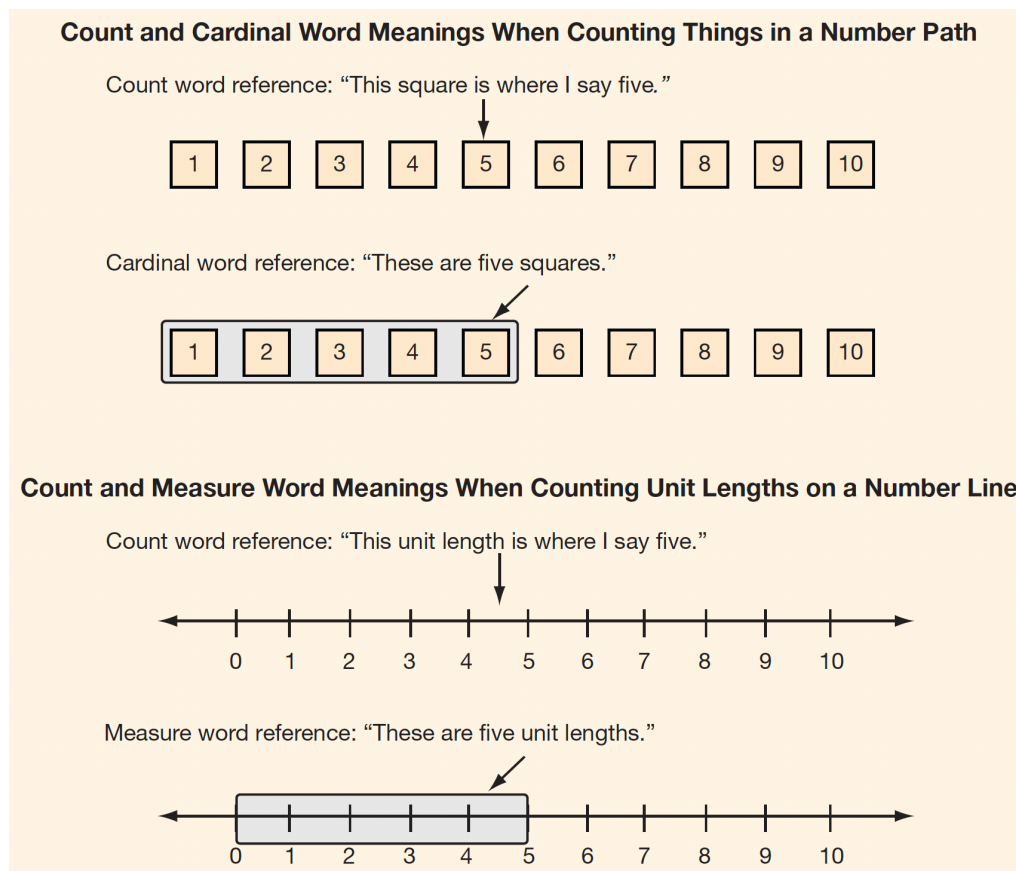 Count and Cardinal Word Meanings When Counting Things in a Number Path
Count word reference: “This square is where I say five.”
1 2 3 4 5 6 7 8 9 10
Cardinal word reference: “These are five squares.”
1 2 3 4 5 6 7 8 9 10
Count and Measure Word Meanings When Counting Unit Lengths on a Number Line
Count word reference: “This unit length is where I say five.”
0 1 2 3 4 5 6 7 8 9 10
Measure word reference: “These are five unit lengths.”
0 1 2 3 4 5 6 7 8 9 10